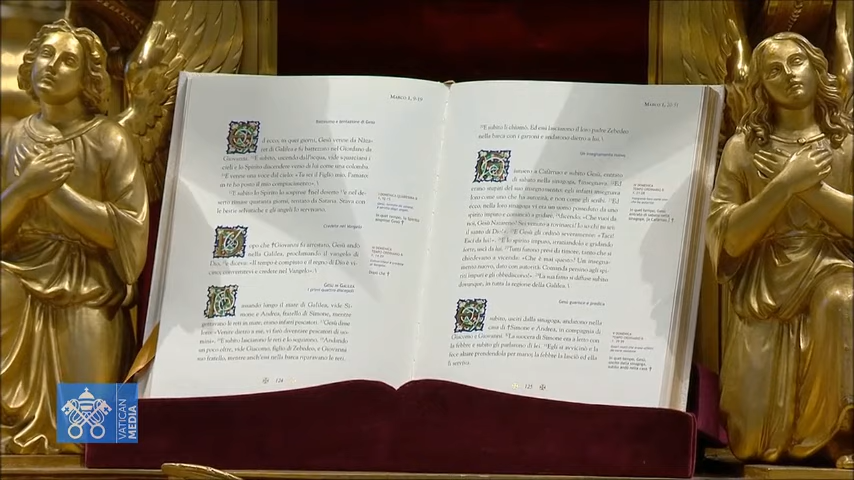 Marco 1, 9-19
Battesimo e tentazione di Gesù
Ed ecco, in quei giorni, Gesù venne da Nàza-
ret di Galilea e fu battezzato nel Giordano da
Giovanni. E subito, uscendo dall'acqua, vide squarciarsi i
cieli e lo Spirito discendere verso di lui come una colomba.
E venne una voce dal cielo: «Tu sei il Figlio mio, l'amato:
in te ho posto il mio compiacimento».
E subito lo Spirito lo sospinse nel de-
serto quaranta giorni, tentato da Satana. Stava con
le bestie selvatiche e gli angeli lo servivano.
Credete nel Vangelo
Dopo che Giovanni fu arrestato, Gesù andò
nella Galilea, proclamando il vangelo di
Dio, e diceva: «Il tempo è compiuto e il regno di Dio è vi-
cino; convertitevi e credete nel Vangelo».
Gesù in Galilea
I primi quattro discepoli
Passando lungo il mare di Galilea, vide Si-
mone e Andrea, fratello di Simone, mentre
gettavano le reti in mare; erano infatti pescatori. Gesù disse
loro: «Venite dietro a me, vi farò diventare pescatori di uo-
mini». E subito lasciarono le reti e lo seguirono. Andando
un poco oltre, vide Giacomo, figlio di Zebedeo, e Giovanni
suo fratello, mentre anch'essi nella barca riparavano le reti.
124
Marco 1, 20-31
E subito li chiamò. Ed essi lasciarono il loro padre Zebedeo
nella barca con i garzoni e andarono dietro a lui.
Un insegnamento nuovo
Giunsero a Cafàrnao e subito Gesù, entrato
di sabato nella sinagoga, insegnava. Ed
erano stupiti del suo insegnamento: egli infatti insegnava
loro come uno che ha autorità, e non come gli scribi.
Ecco, nella loro sinagoga vi era un uomo posseduto da uno
spirito impuro e cominciò a gridare, dicendo: «Che vuoi da
noi, Gesù Nazareno? Sei venuto a rovinarci? Io so chi tu sei:
il santo di Dio!». E Gesù gli ordinò severamente: «Taci!
Esci da lui!». E lo spirito impuro, straziandolo e gridando
forte, uscì da lui. Tutti furono presi da timore, tanto che si
chiedevano a vicenda: «Che è mai questo? Un insegna-
mento nuovo, dato con autorità. Comanda persino agli spi-
riti impuri e gli obbediscono!». La sua fama si diffuse subito
dovunque, in tutta la regione della Galilea.
Gesù guarisce e predica
E subito, usciti dalla sinagoga, andarono nella
casa di Simone e Andrea, in compagnia di
Giacomo e Giovanni. La suocera di Simone era a letto con
la febbre e subito gli parlarono di lei. Egli si avvicinò e la
fece alzare prendendola per mano; la febbre la lasciò ed ella
li serviva.
125
VATICAN
MEDIA